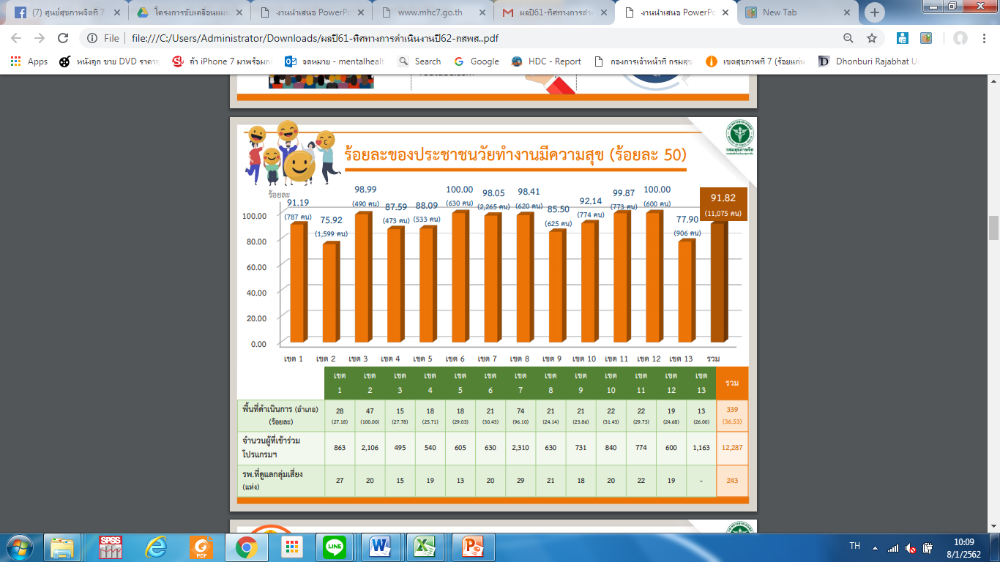 (7) ศูนย์สุขภาพจิตที่ 7
โครงการขับเคลื่อนแผน
งานนำเสนอ PowerPo
www.mhc7.go.th
ผลปี61-ทิศทางการดำ
งานนำเสนอ PowerPo
New Tab
File file:///C:/Users/Administrator/Downloads/ผลปี61-ทิศทางการดำเนินงานปี62-กสพส..pdf
Apps
หนังถูก ขาย DVD ราคาถู
ถ้า iPhone 7 มาพร้อมก
จดหมาย - mentalhealt
Search
Google
HDC - Report
กองการเจ้าหน้าที่ กรมสุข
เขตสุขภาพที่ 7 (ร้อยแก่น
Dhonburi Rajabhat U
ร้อยละของประชาชนวัยทำงานมีความสุข (ร้อยละ 50)
กรมสุขภาพจิต
ร้อยละ
91.19 75.92 98.99 87.59 88.09 100.00 98.05 98.41 85.50 92.14 99.87 100.00 77.90 91.82
(787 คน) (1,599 คน) (490 คน) (473 คน) (533 คน) (630 คน) (2,265 คน) (620 คน) (625 คน) (774 คน) (773 คน) (600 คน) (906 คน) (11,075 คน)
100.00
80.00
60.00
40.00
20.00
0.00
เขต 1 เขต 2 เขต 3 เขต 4 เขต 5 เขต 6 เขต 7 เขต 8 เขต 9 เขต 10 เขต 11 เขต 12 เขต 13 รวม
เขต เขต เขต เขต เขต เขต เขต เขต เขต เขต เขต เขต เขต รวม
1 2 3 4 5 6 7 8 9 10 11 12 13
พื้นที่ดำเนินการ (อำเภอ) 28 47 15 18 18 21 74 21 21 22 22 19 13 339
(ร้อยละ) (27.18) (100.00) (27.78) (25.71) (29.03) (30.43) (96.10) (24.14) (23.86) (31.43) (29.73) (24.68) (26.00) (36.53)
จำนวนผู้ที่เข้าร่วม
โปรแกรมฯ 863 2,106 495 540 605 630 2,310 630 731 840 774 600 1,163 12,287
รพ.ที่ดูแลกลุ่มเสี่ยง
(แห่ง) 27 20 15 19 13 20 29 21 18 20 22 19 - 243
SPSS
PDF
LINE
TH
10:09
8/1/2562